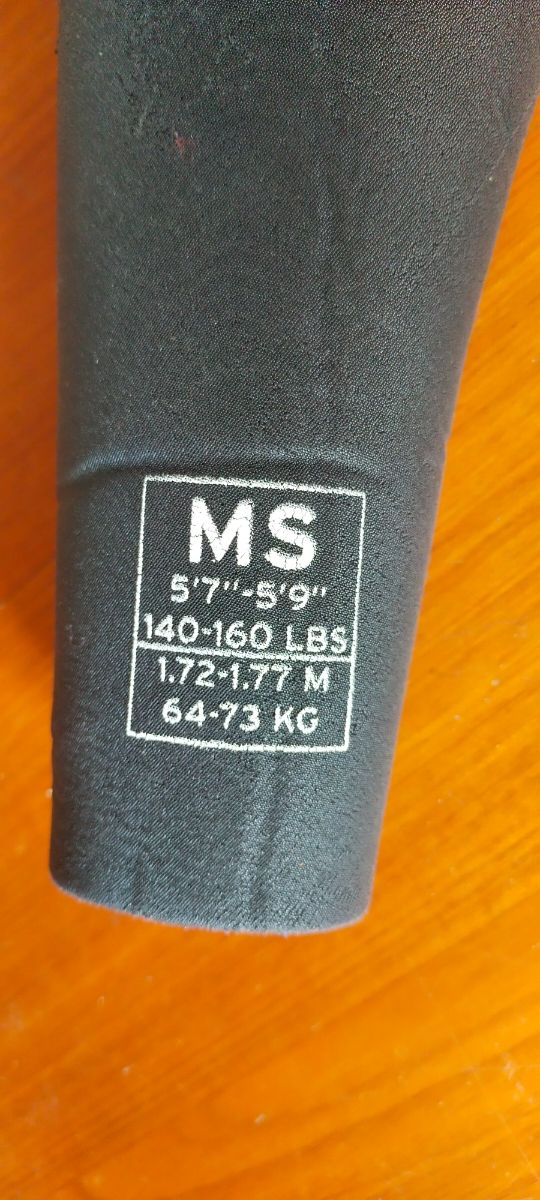 MS
5'7"-5'9"
140-160 LBS
1.72-1.77 M
64-73 KG